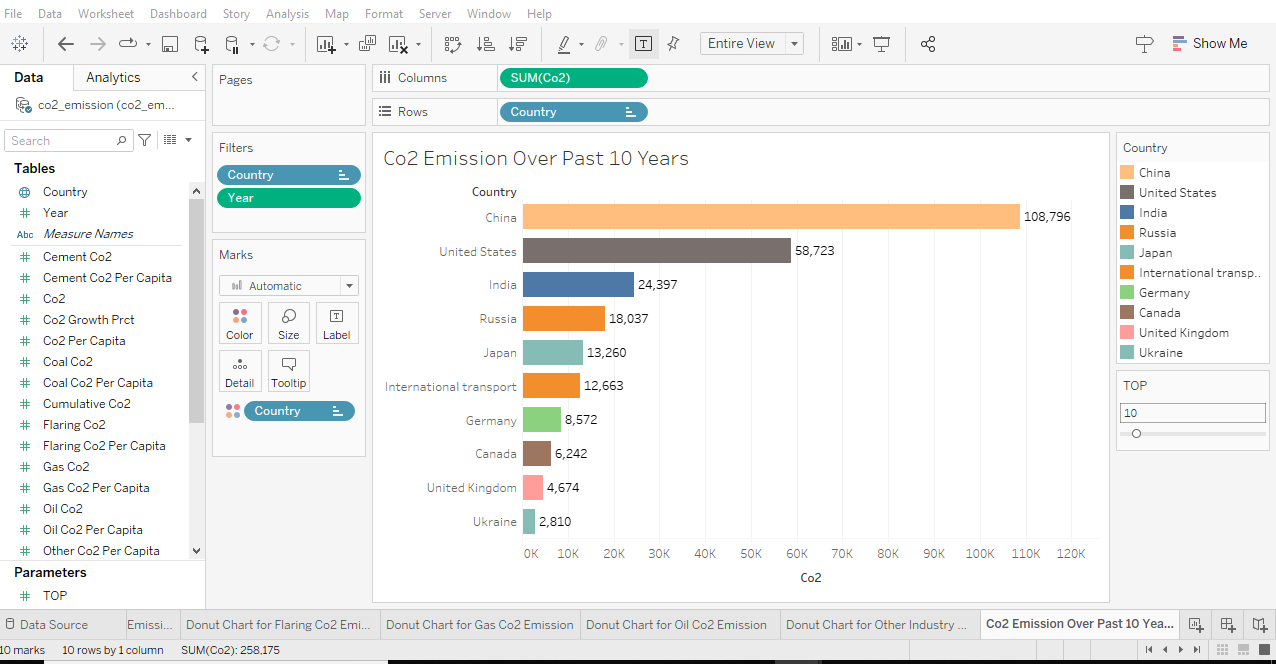 File Data Worksheet Dashboard Story Analysis Map Format Server Window Help
Entire View
Show Me
Data Analytics
co2_emission (co2_em...
Search
Tables
Country
Year
Abc Measure Names
Cement Co2
Cement Co2 Per Capita
Co2
Co2 Growth Prct
Co2 Per Capita
Coal Co2
Coal Co2 Per Capita
Cumulative Co2
Flaring Co2
Flaring Co2 Per Capita
Gas Co2
Gas Co2 Per Capita
Oil Co2
Oil Co2 Per Capita
Other Co2 Per Capita
Parameters
TOP
Pages
Filters
Country
Year
Marks
Automatic
Color Size Label
Detail Tooltip
Country
Columns SUM(Co2)
Rows Country
Co2 Emission Over Past 10 Years
Country
China 108,796
United States 58,723
India 24,397
Russia 18,037
Japan 13,260
International transport 12,663
Germany 8,572
Canada 6,242
United Kingdom 4,674
Ukraine 2,810
0K 10K 20K 30K 40K 50K 60K 70K 80K 90K 100K 110K 120K
Co2
Country
China
United States
India
Russia
Japan
International transp..
Germany
Canada
United Kingdom
Ukraine
TOP
10
Data Source Emissi... Donut Chart for Flaring Co2 Emi... Donut Chart for Gas Co2 Emission Donut Chart for Oil Co2 Emission Donut Chart for Other Industry ... Co2 Emission Over Past 10 Yea...
10 marks 10 rows by 1 column SUM(Co2): 258,175